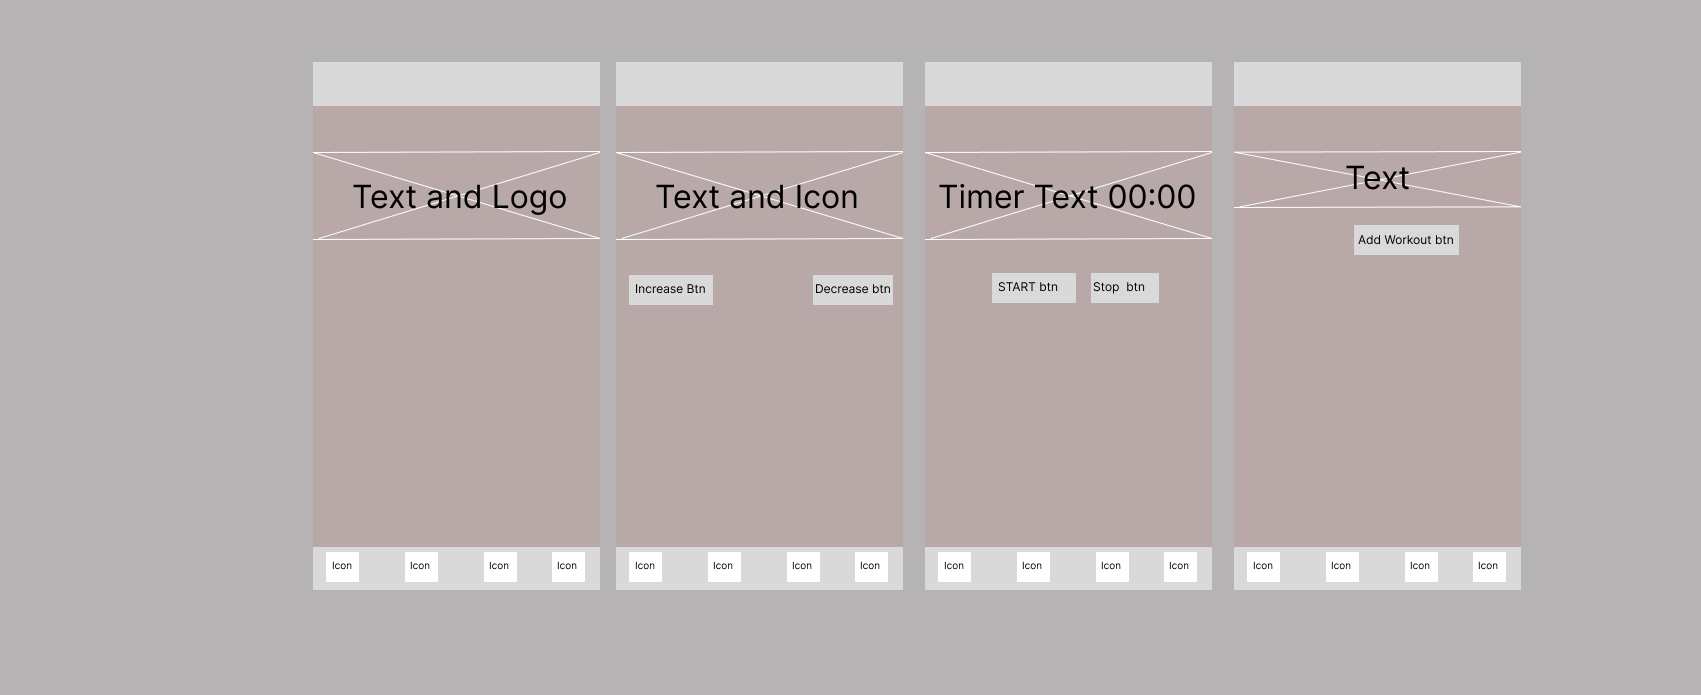 Text and Logo
Icon
Icon
Icon
Icon
Text and Icon
Increase Btn
Decrease btn
Icon
Icon
Icon
Icon
Timer Text 00:00
START btn
Stop  btn
Icon
Icon
Icon
Icon
Text
Add Workout btn
Icon
Icon
Icon
Icon